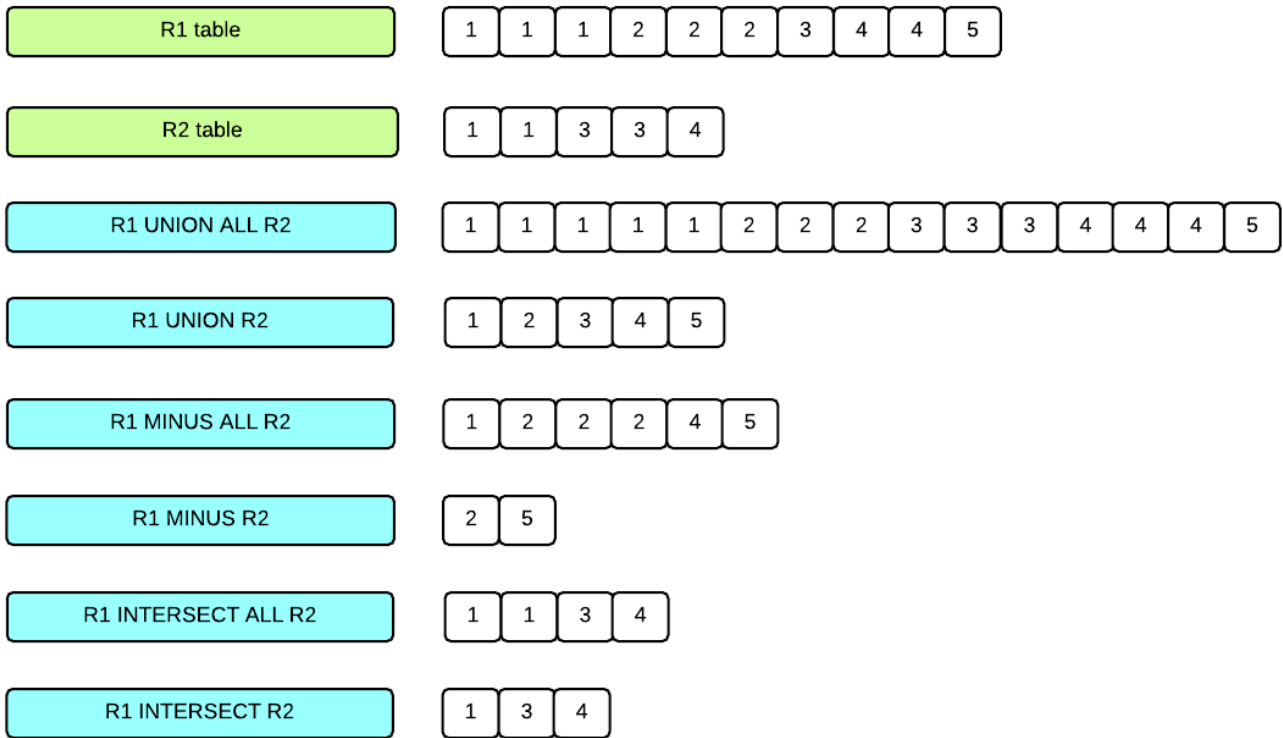 R1 table 1 1 1 2 2 2 3 4 4 5
R2 table 1 1 3 3 4
R1 UNION ALL R2 1 1 1 1 1 2 2 2 3 3 3 4 4 4 5
R1 UNION R2 1 2 3 4 5
R1 MINUS ALL R2 1 2 2 2 4 5
R1 MINUS R2 2 5
R1 INTERSECT ALL R2 1 1 3 4
R1 INTERSECT R2 1 3 4